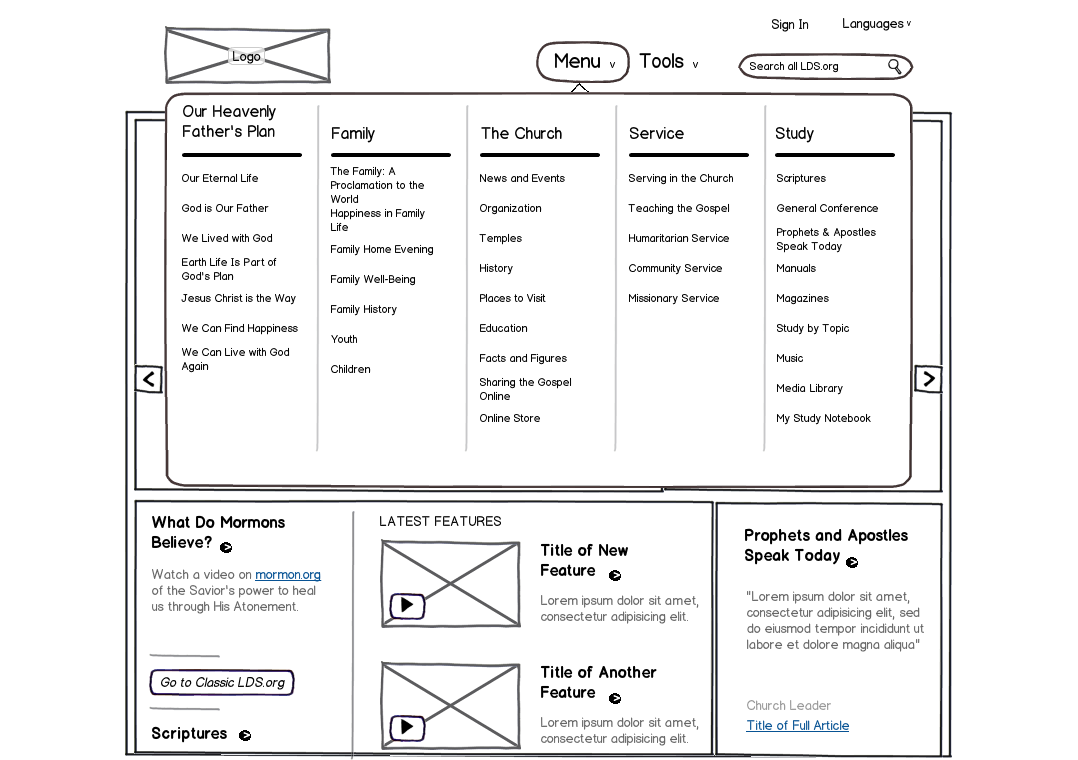 Sign In
Languages v
Logo
Menu v
Tools v
Search all LDS.org
Our Heavenly
Father's Plan
Our Eternal Life
God is Our Father
We Lived with God
Earth Life Is Part of
God's Plan
Jesus Christ is the Way
We Can Find Happiness
We Can Live with God
Again
Family
The Family: A
Proclamation to the
World
Happiness in Family
Life
Family Home Evening
Family Well-Being
Family History
Youth
Children
The Church
News and Events
Organization
Temples
History
Places to Visit
Education
Facts and Figures
Sharing the Gospel
Online
Online Store
Service
Serving in the Church
Teaching the Gospel
Humanitarian Service
Community Service
Missionary Service
Study
Scriptures
General Conference
Prophets & Apostles
Speak Today
Manuals
Magazines
Study by Topic
Music
Media Library
My Study Notebook
What Do Mormons
Believe?
Watch a video on mormon.org
of the Savior's power to heal
us through His Atonement.
Go to Classic LDS.org
Scriptures
LATEST FEATURES
Title of New
Feature
Lorem ipsum dolor sit amet,
consectetur adipisicing elit.
Title of Another
Feature
Lorem ipsum dolor sit amet,
consectetur adipisicing elit.
Prophets and Apostles
Speak Today
"Lorem ipsum dolor sit amet,
consectetur adipisicing elit, sed
do eiusmod tempor incididunt ut
labore et dolore magna aliqua"
Church Leader
Title of Full Article